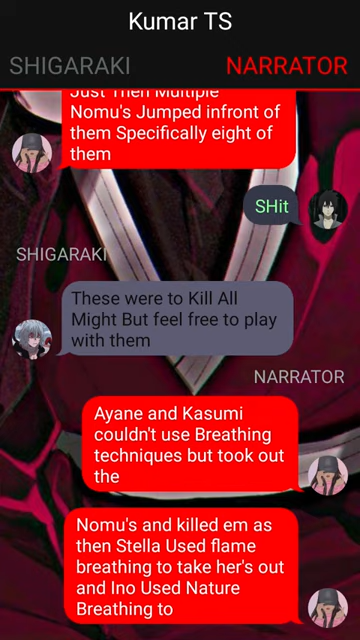 Kumar TS
SHIGARAKI NARRATOR
Just Then Multiple
Nomu's Jumped infront of
them Specifically eight of
them
SHit
SHIGARAKI
These were to Kill All
Might But feel free to play
with them
NARRATOR
Ayane and Kasumi
couldn't use Breathing
techniques but took out
the
Nomu's and killed em as
then Stella Used flame
breathing to take her's out
and Ino Used Nature
Breathing to